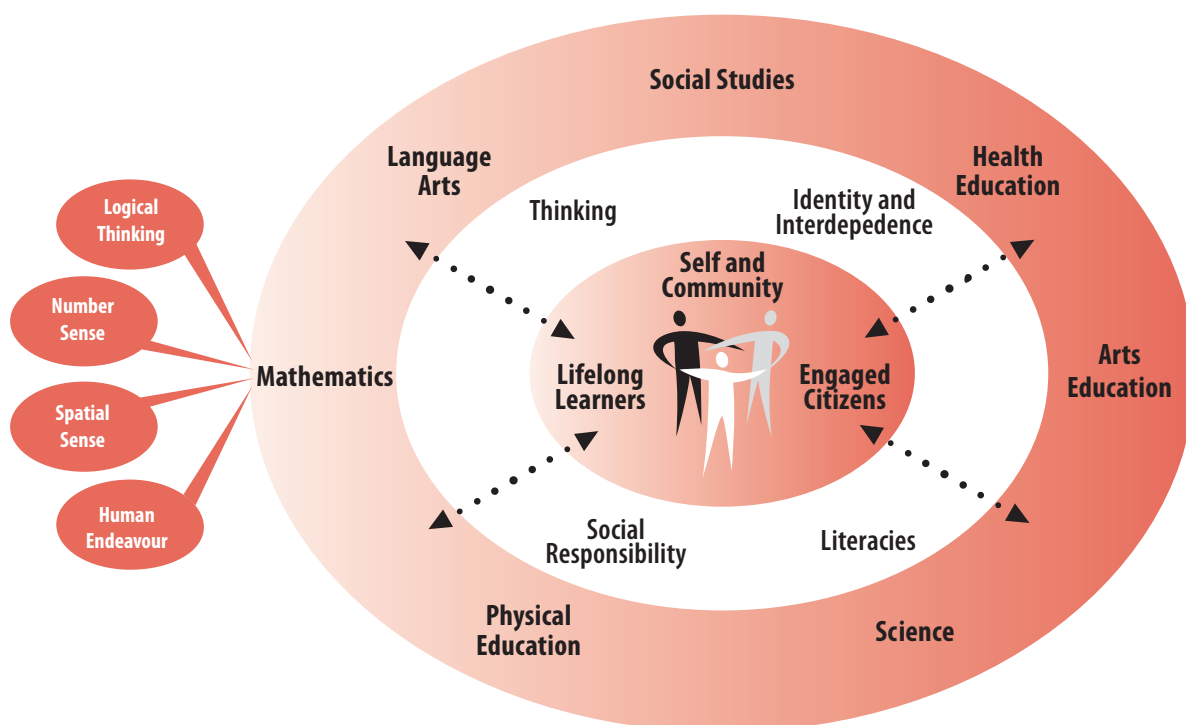 Social Studies
Language
Arts
Health
Education
Logical
Thinking
Thinking
Identity and
Interdepedence
Number
Sense
Self and
Community
Mathematics
Lifelong
Learners
Engaged
Citizens
Arts
Education
Spatial
Sense
Human
Endeavour
Social
Responsibility
Literacies
Physical
Education
Science